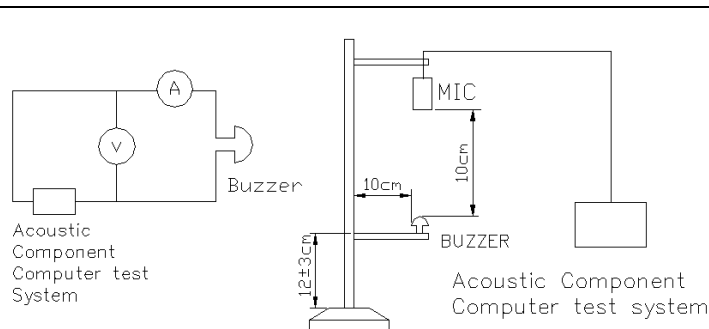 A
V
Buzzer
Acoustic
Component
Computer test
System
MIC
10cm
10cm
BUZZER
12±3cm
Acoustic Component
Computer test system